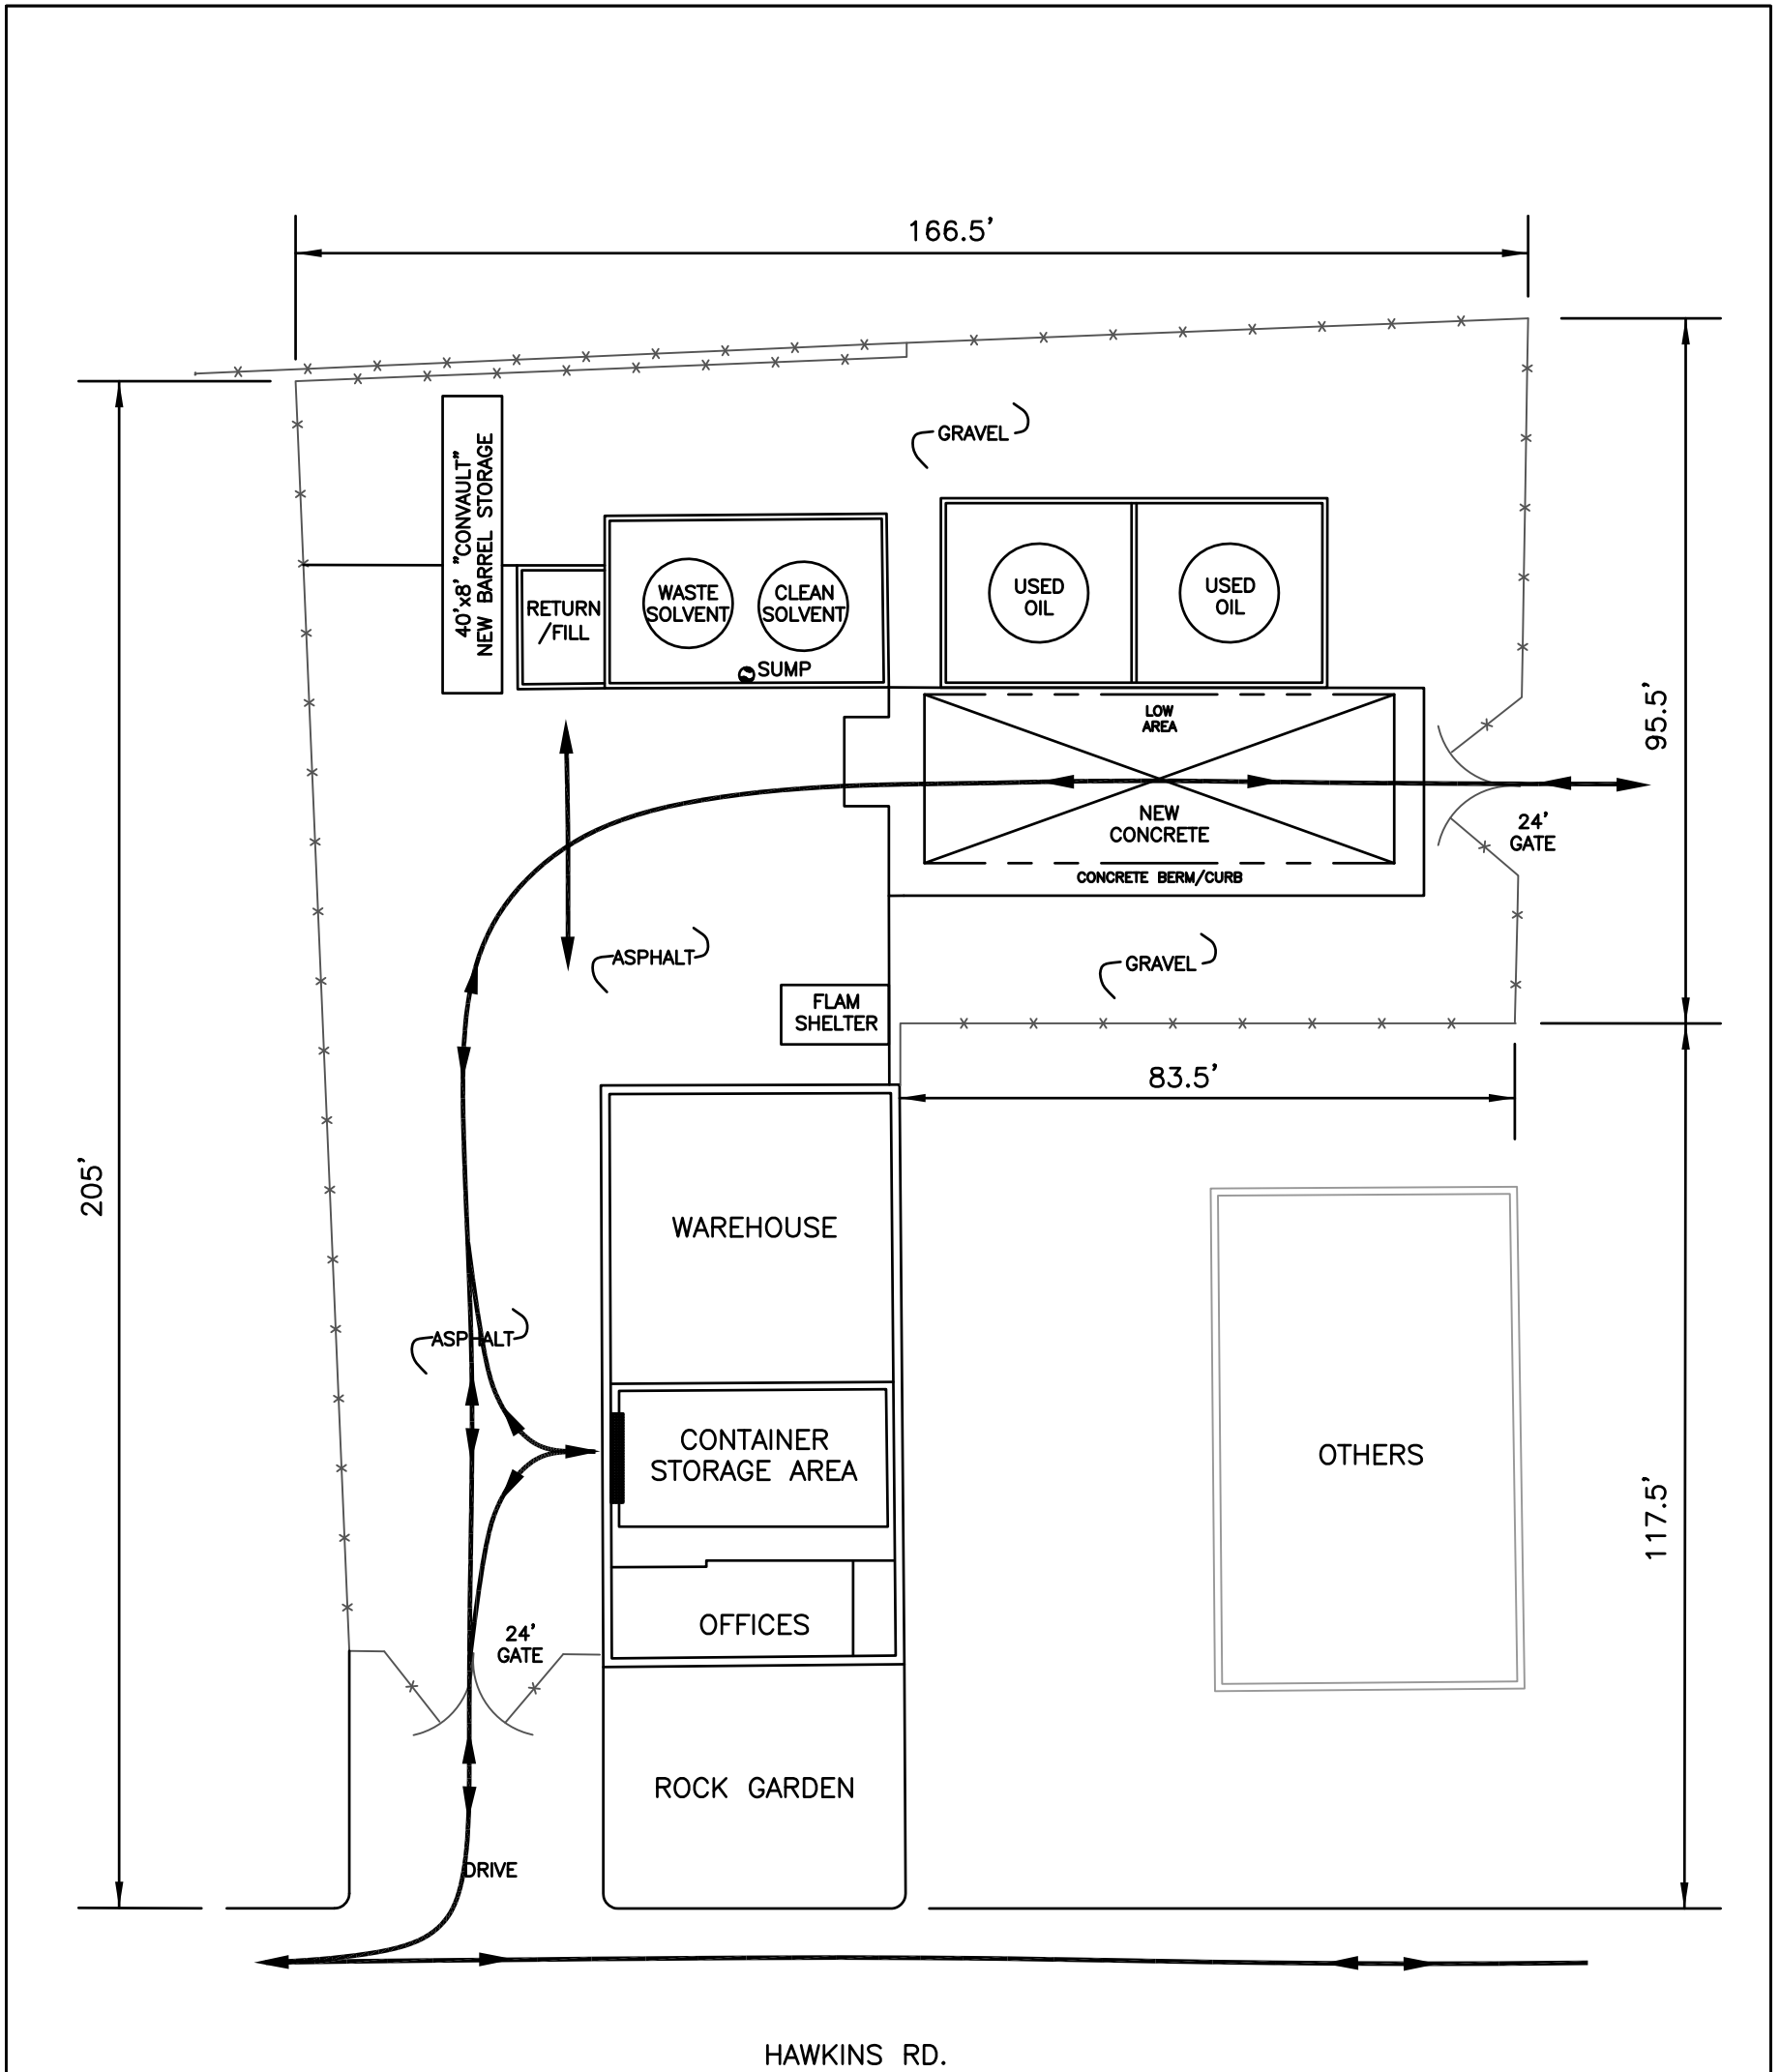 166.5'
GRAVEL
40'x8' "CONVAULT"
NEW BARREL STORAGE
RETURN
/FILL
WASTE
SOLVENT
CLEAN
SOLVENT
SUMP
USED
OIL
USED
OIL
LOW
AREA
95.5'
NEW
CONCRETE
24'
GATE
CONCRETE BERM/CURB
ASPHALT
GRAVEL
FLAM
SHELTER
83.5'
205'
WAREHOUSE
ASPHALT
CONTAINER
STORAGE AREA
OTHERS
117.5'
OFFICES
24'
GATE
ROCK GARDEN
DRIVE
HAWKINS RD.